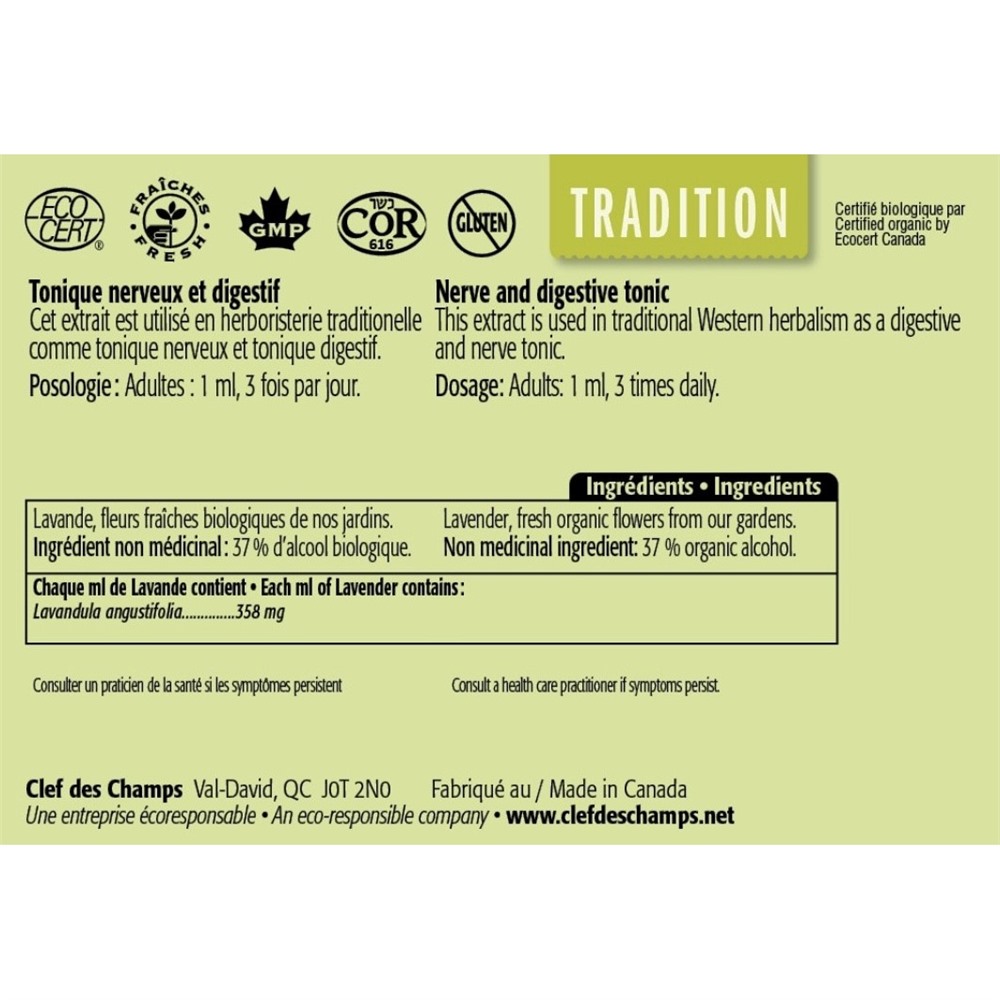 ECO
CERT
®
FRAÎCHES
FRESH
GMP
כשר
COR
616
GLUTEN
TRADITION
Certifié biologique par
Certified organic by
Ecocert Canada
Tonique nerveux et digestif
Cet extrait est utilisé en herboristerie traditionelle
comme tonique nerveux et tonique digestif.
Posologie : Adultes : 1 ml, 3 fois par jour.
Nerve and digestive tonic
This extract is used in traditional Western herbalism as a digestive
and nerve tonic.
Dosage: Adults: 1 ml, 3 times daily.
Ingrédients • Ingredients
Lavande, fleurs fraîches biologiques de nos jardins.
Ingrédient non médicinal : 37 % d'alcool biologique.
Lavender, fresh organic flowers from our gardens.
Non medicinal ingredient: 37 % organic alcohol.
Chaque ml de Lavande contient • Each ml of Lavender contains :
Lavandula angustifolia..............358 mg
Consulter un praticien de la santé si les symptômes persistent
Consult a health care practitioner if symptoms persist.
Clef des Champs Val-David, QC J0T 2N0 Fabriqué au / Made in Canada
Une entreprise écoresponsable • An eco-responsible company • www.clefdeschamps.net